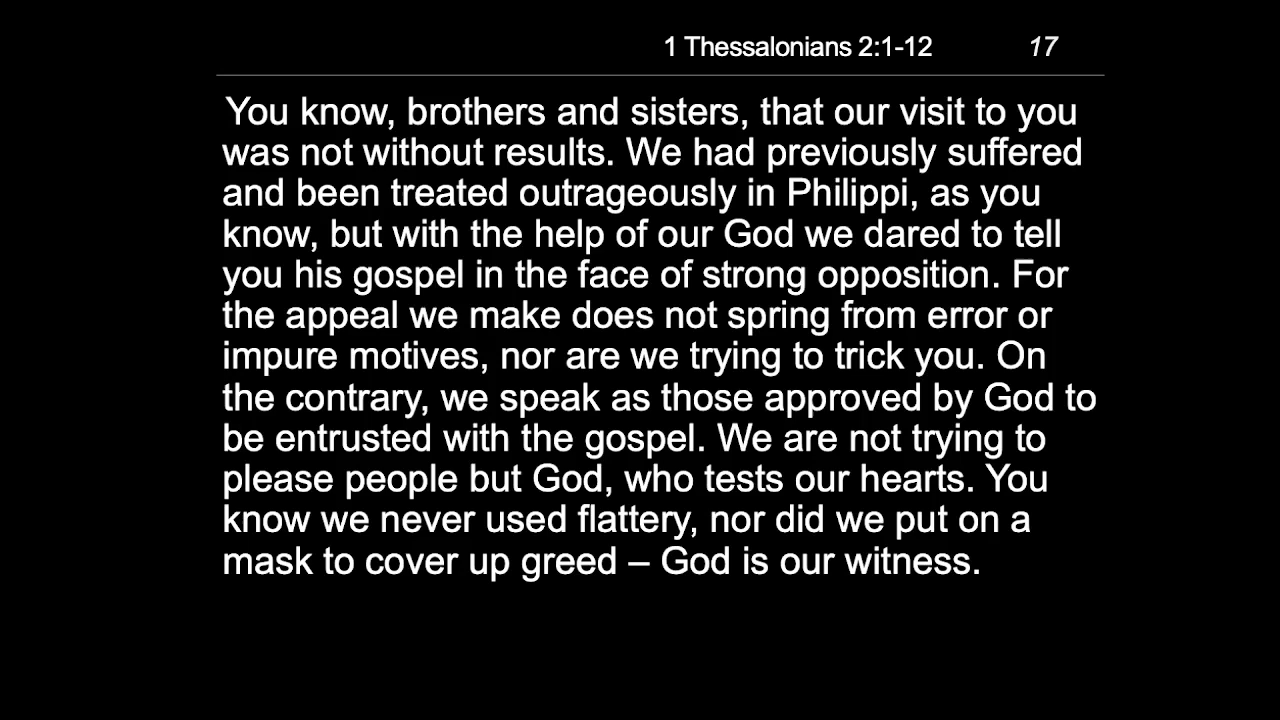 1 Thessalonians 2:1-12 17
You know, brothers and sisters, that our visit to you
was not without results. We had previously suffered
and been treated outrageously in Philippi, as you
know, but with the help of our God we dared to tell
you his gospel in the face of strong opposition. For
the appeal we make does not spring from error or
impure motives, nor are we trying to trick you. On
the contrary, we speak as those approved by God to
be entrusted with the gospel. We are not trying to
please people but God, who tests our hearts. You
know we never used flattery, nor did we put on a
mask to cover up greed – God is our witness.